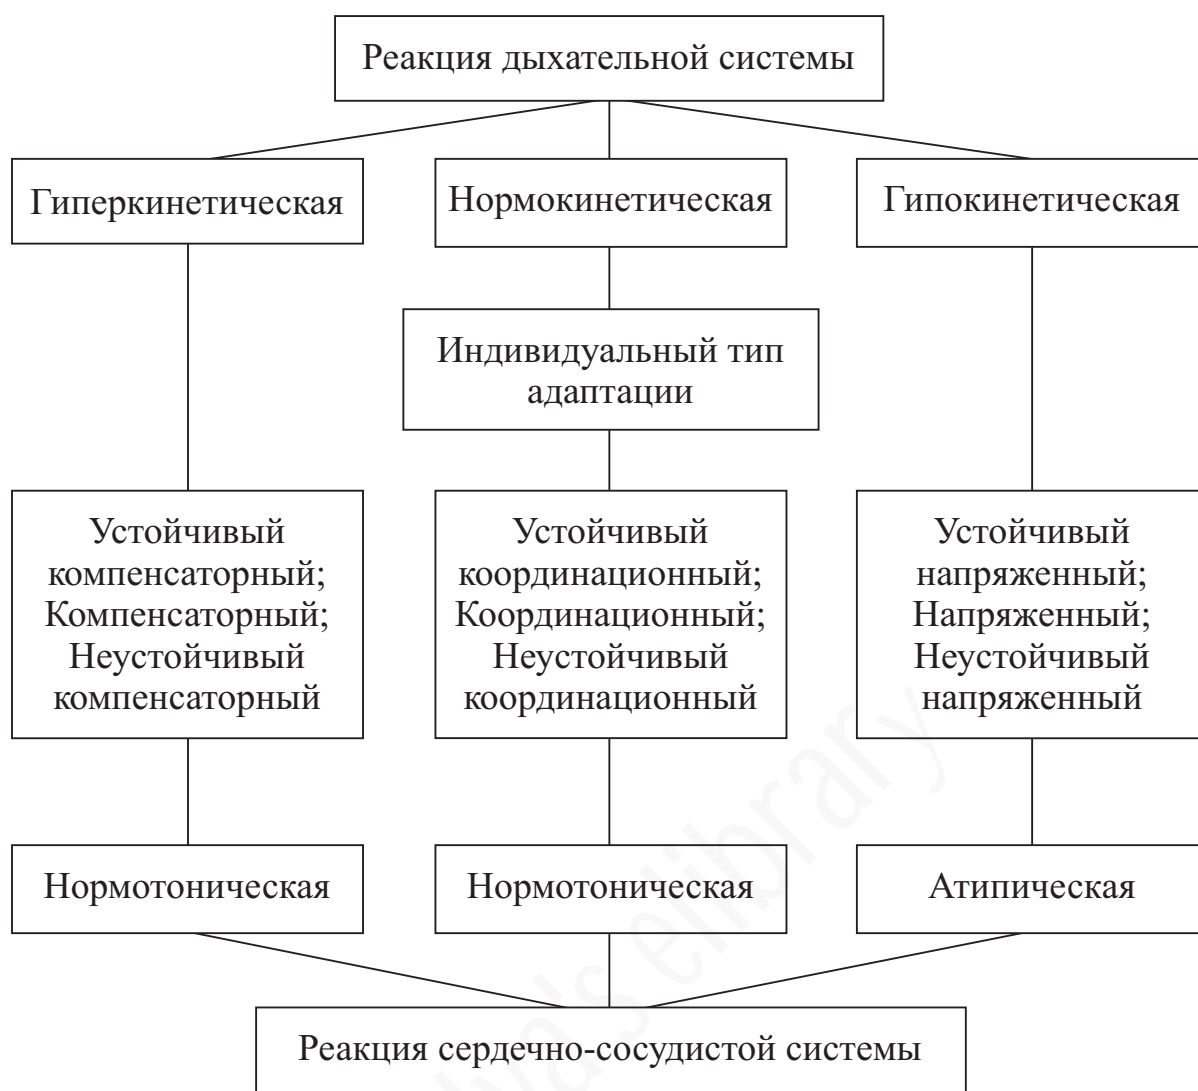 Реакция дыхательной системы
Гиперкинетическая
Нормокинетическая
Гипокинетическая
Индивидуальный тип
адаптации
Устойчивый
компенсаторный;
Компенсаторный;
Неустойчивый
компенсаторный
Устойчивый
координационный;
Координационный;
Неустойчивый
координационный
Устойчивый
напряженный;
Напряженный;
Неустойчивый
напряженный
Нормотоническая
Нормотоническая
Атипическая
Реакция сердечно-сосудистой системы
elibrary